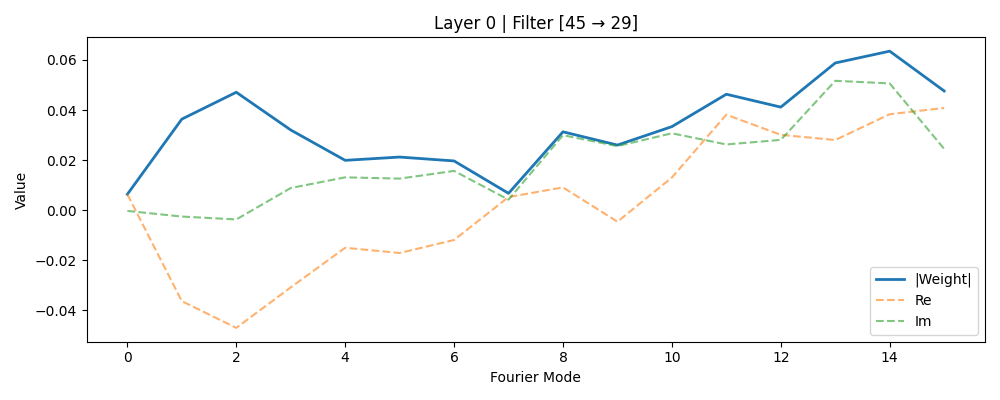 Layer 0 | Filter [45 → 29]
0.06
0.04
0.02
0.00
−0.02
−0.04
Value
0 2 4 6 8 10 12 14
Fourier Mode
|Weight|
Re
Im